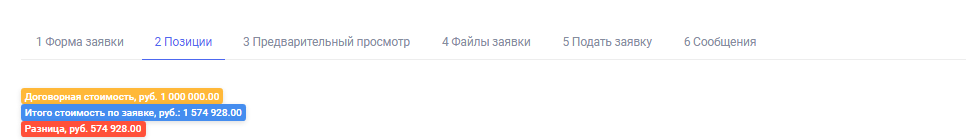 1 Форма заявки 2 Позиции 3 Предварительный просмотр 4 Файлы заявки 5 Подать заявку 6 Сообщения
Договорная стоимость, руб. 1 000 000.00
Итого стоимость по заявке, руб.: 1 574 928.00
Разница, руб. 574 928.00